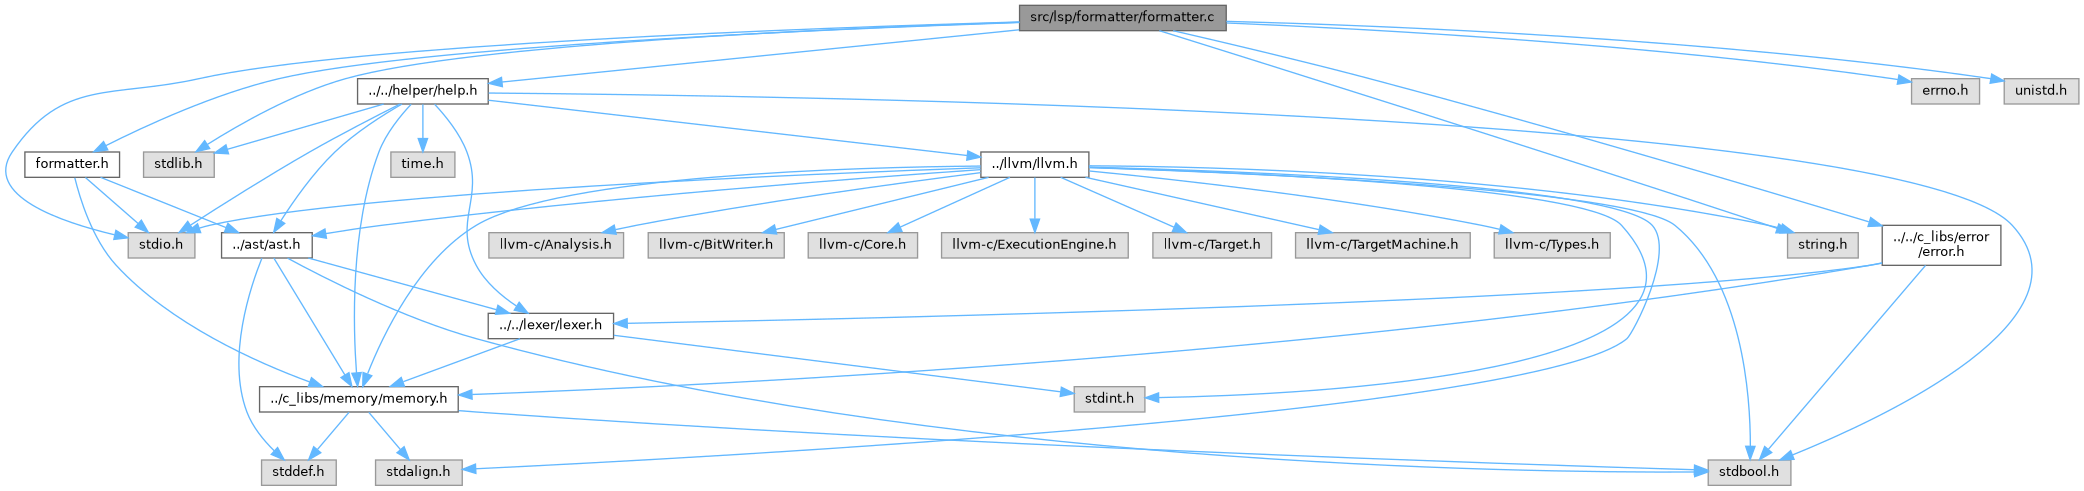 src/lsp/formatter/formatter.c
../../helper/help.h
errno.h
unistd.h
formatter.h
stdlib.h
time.h
../llvm/llvm.h
stdio.h
../ast/ast.h
llvm-c/Analysis.h
llvm-c/BitWriter.h
llvm-c/Core.h
llvm-c/ExecutionEngine.h
llvm-c/Target.h
llvm-c/TargetMachine.h
llvm-c/Types.h
string.h
../../c_libs/error
/error.h
../../lexer/lexer.h
../c_libs/memory/memory.h
stdint.h
stddef.h
stdalign.h
stdbool.h